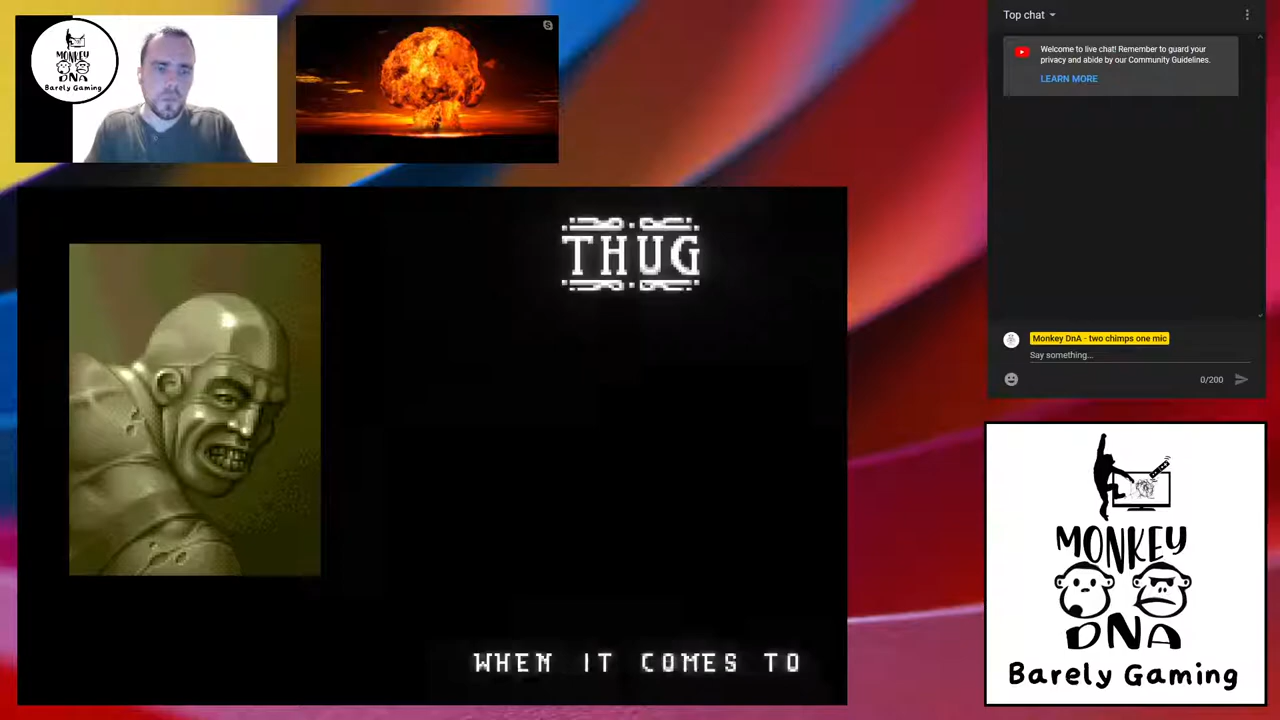 MONKEY
DNA
Barely Gaming
THUG
WHEN IT COMES TO
Top chat
Welcome to live chat! Remember to guard your
privacy and abide by our Community Guidelines.
LEARN MORE
Monkey DnA - two chimps one mic
Say something...
0/200
MONKEY
DNA
Barely Gaming